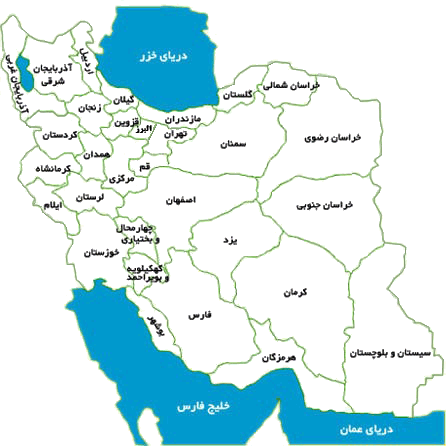 دریای خزر
آذربایجان غربی
آذربایجان
شرقی
اردبیل
گیلان
زنجان
گلستان
خراسان شمالی
مازندران
قزوین
البرز
تهران
سمنان
خراسان رضوی
کردستان
همدان
قم
مرکزی
کرمانشاه
لرستان
ایلام
اصفهان
خراسان جنوبی
چهارمحال
و بختیاری
یزد
خوزستان
کهکیلویه
و بویراحمد
کرمان
فارس
بوشهر
هرمزگان
سیستان و بلوچستان
خلیج فارس
دریای عمان